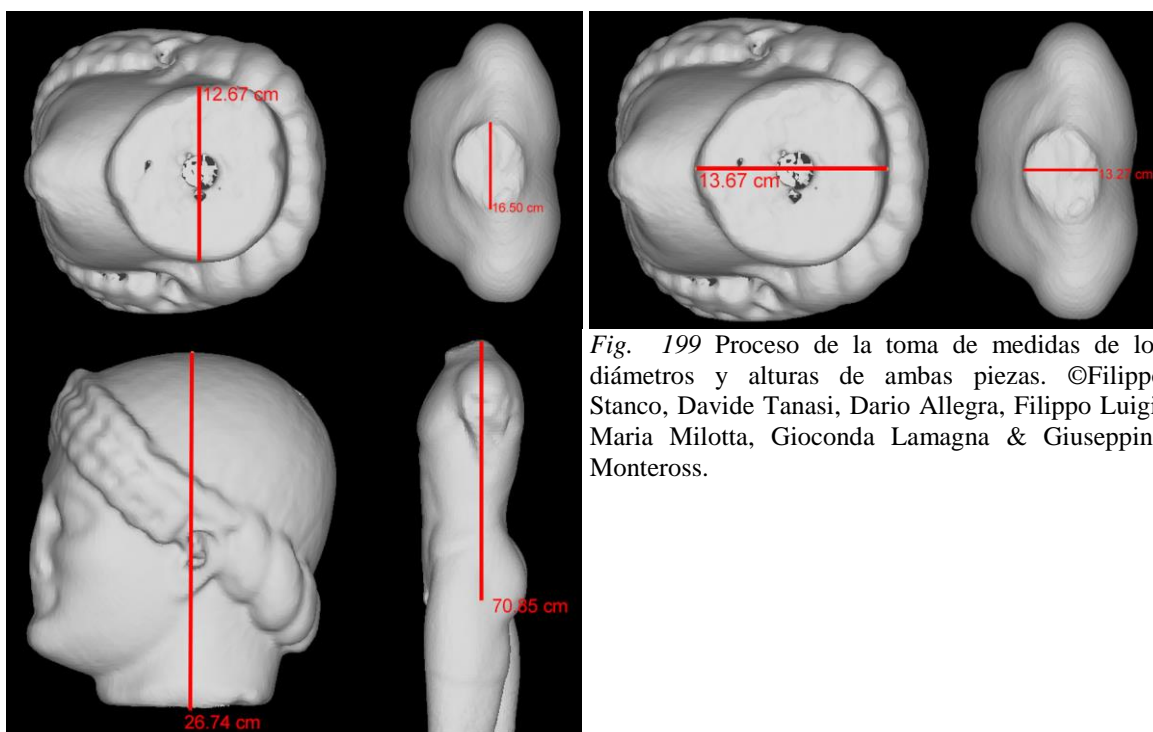 12.67 cm
16.50 cm
13.67 cm
13.27 cm
26.74 cm
70.85 cm
Fig. 199 Proceso de la toma de medidas de lo
diámetros y alturas de ambas piezas. ©Filipp
Stanco, Davide Tanasi, Dario Allegra, Filippo Luigi
Maria Milotta, Gioconda Lamagna & Giuseppin
Monteross.